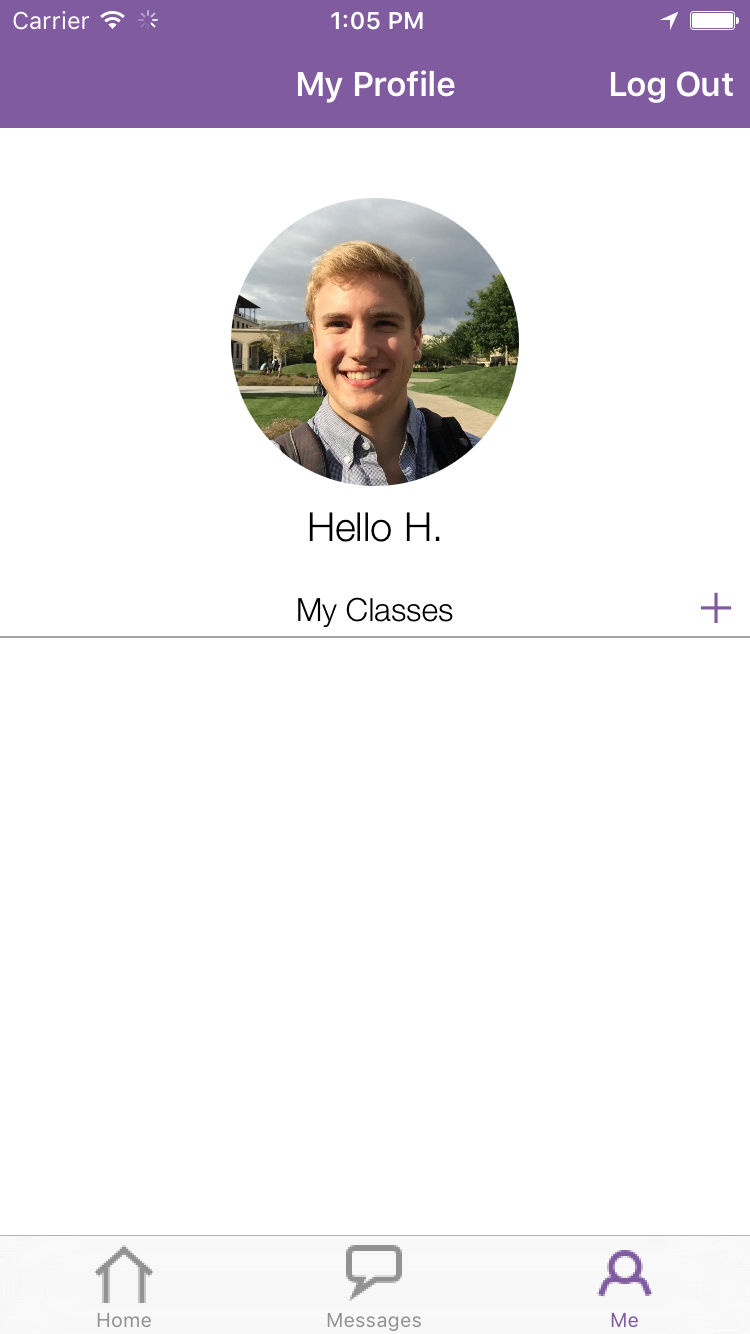 Carrier 1:05 PM
My Profile Log Out
Hello H.
My Classes
Home Messages Me